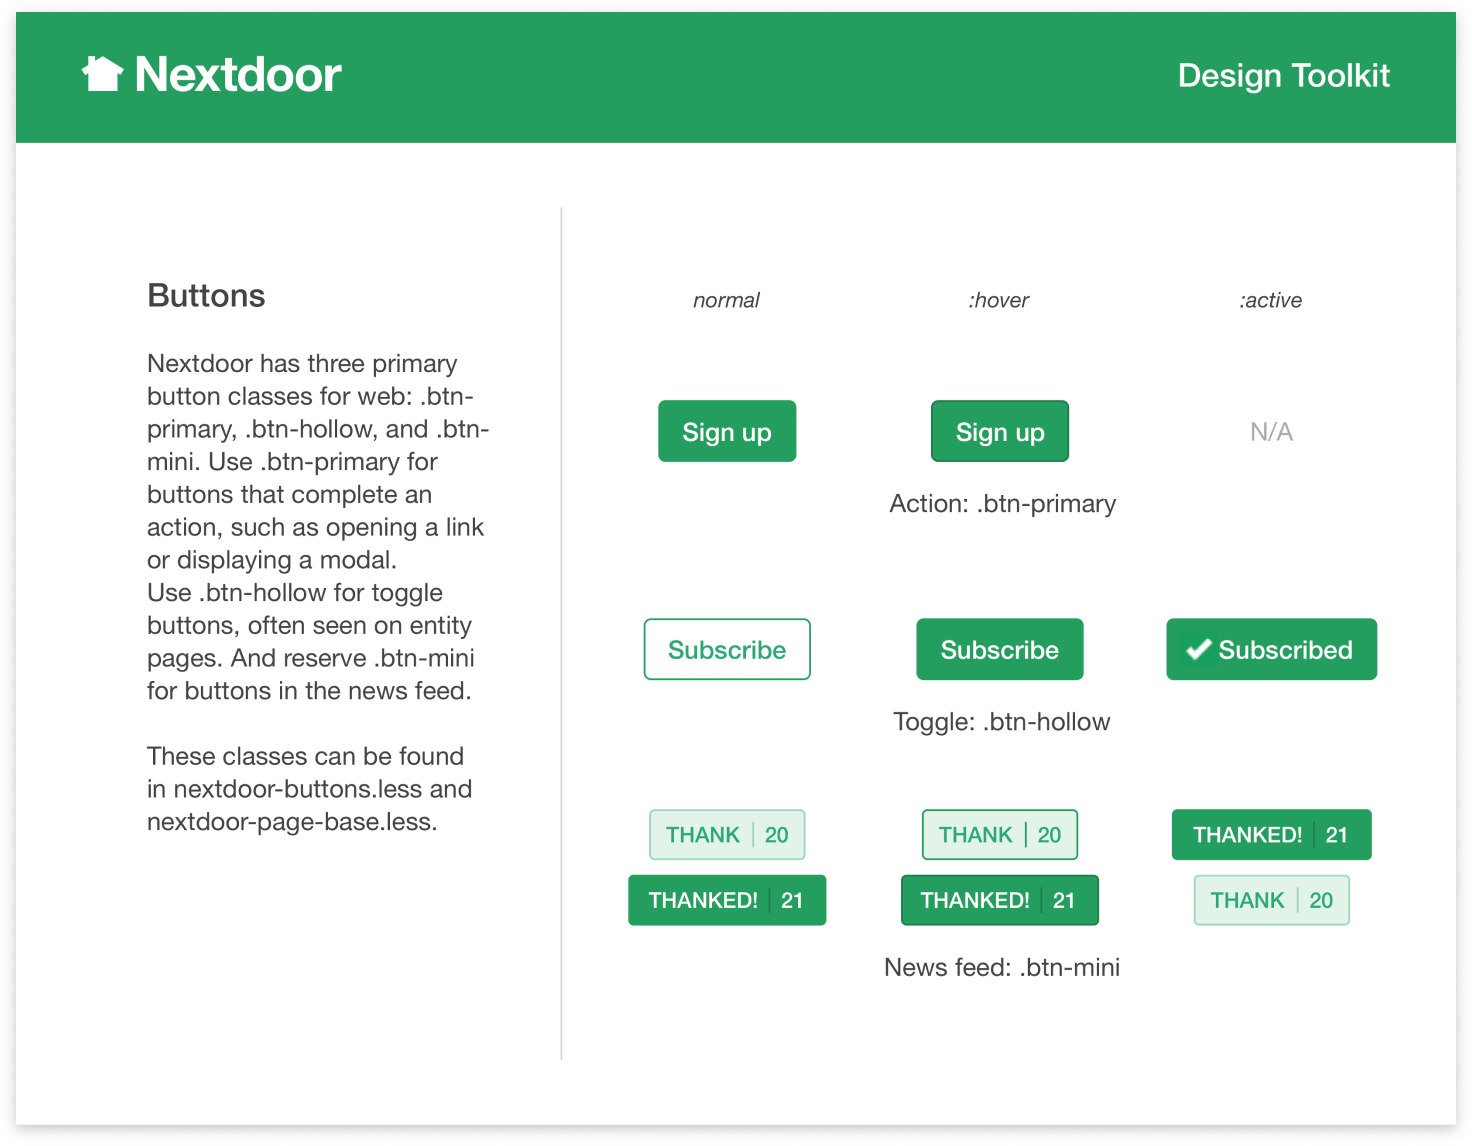 Nextdoor
Design Toolkit
Buttons
Nextdoor has three primary
button classes for web: .btn-
primary, .btn-hollow, and .btn-
mini. Use .btn-primary for
buttons that complete an
action, such as opening a link
or displaying a modal.
Use .btn-hollow for toggle
buttons, often seen on entity
pages. And reserve .btn-mini
for buttons in the news feed.
These classes can be found
in nextdoor-buttons.less and
nextdoor-page-base.less.
normal :hover :active
Sign up Sign up N/A
Action: .btn-primary
Subscribe Subscribe Subscribed
Toggle: .btn-hollow
THANK 20 THANK 20 THANKED! 21
THANKED! 21 THANKED! 21 THANK 20
News feed: .btn-mini